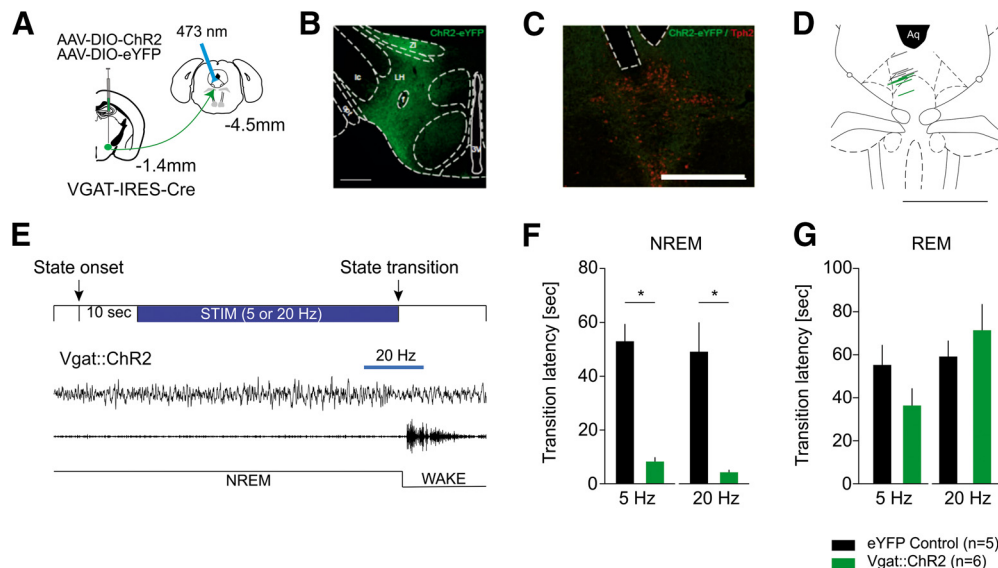 A
AAV-DIO-ChR2
AAV-DIO-eYFP
473 nm
-4.5mm
-1.4mm
VGAT-IRES-Cre
B
ChR2-eYFP
ZI
ic
LH
f
3V
C
ChR2-eYFP / Tph2
D
Aq
E
State onset
State transition
10 sec
STIM (5 or 20 Hz)
Vgat::ChR2
20 Hz
NREM
WAKE
F
NREM
Transition latency [sec]
80
60
40
20
0
*
*
5 Hz
20 Hz
G
REM
Transition latency [sec]
100
80
60
40
20
0
5 Hz
20 Hz
eYFP Control (n=5)
Vgat::ChR2 (n=6)